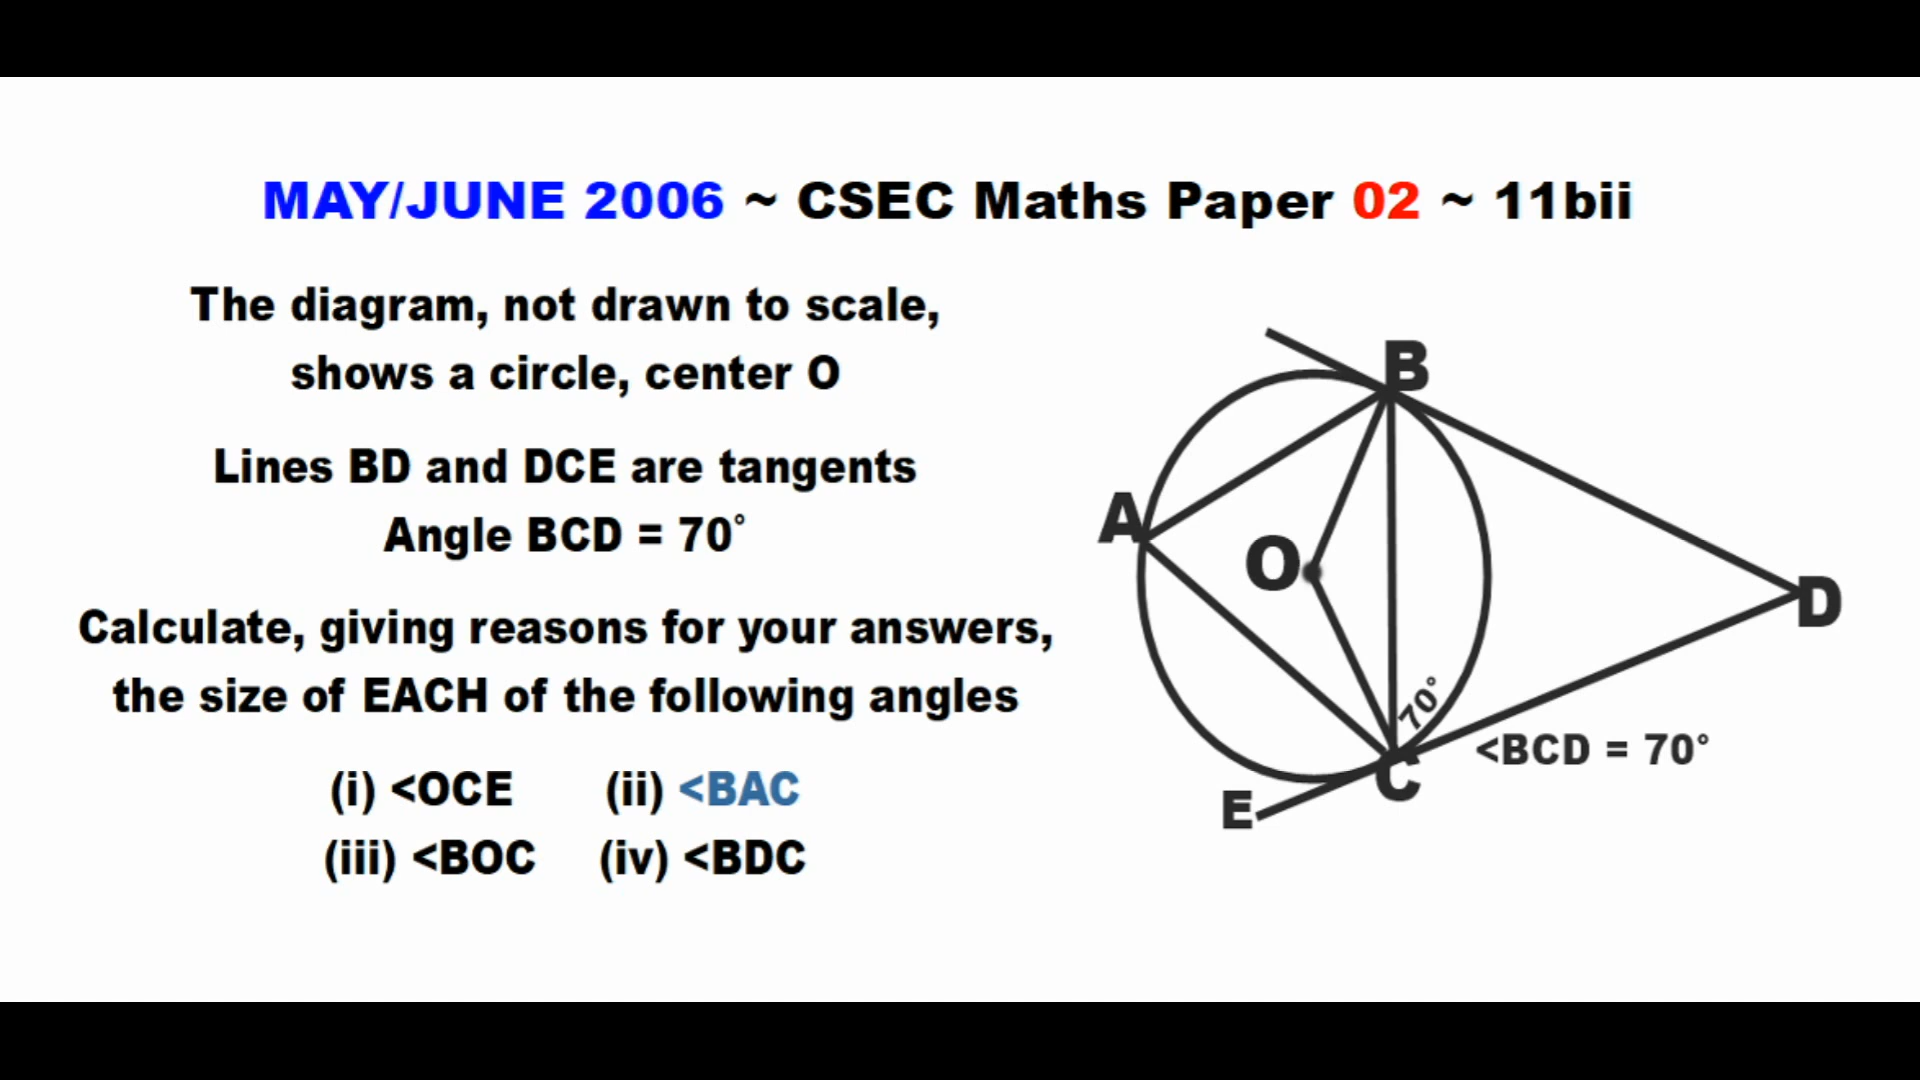 MAY/JUNE 2006 ~ CSEC Maths Paper 02 ~ 11bii
The diagram, not drawn to scale,
shows a circle, center O
Lines BD and DCE are tangents
Angle BCD = 70°
Calculate, giving reasons for your answers,
the size of EACH of the following angles
(i) <OCE (ii) <BAC
(iii) <BOC (iv) <BDC
B
A
O
D
70°
<BCD = 70°
C
E